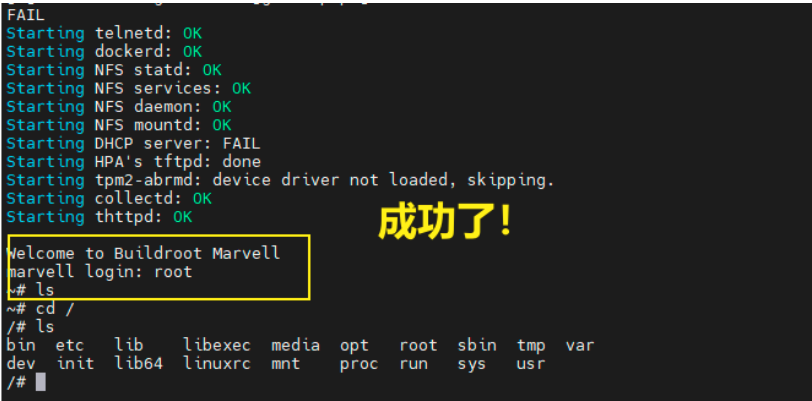 FAIL
Starting telnetd: OK
Starting dockerd: OK
Starting NFS statd: OK
Starting NFS services: OK
Starting NFS daemon: OK
Starting NFS mountd: OK
Starting DHCP server: FAIL
Starting HPA's tftpd: done
Starting tpm2-abrmd: device driver not loaded, skipping.
Starting collectd: OK
Starting thttpd: OK
成功了！
Welcome to Buildroot Marvell
marvell login: root
~# ls
~# cd /
/# ls
bin etc lib libexec media opt root sbin tmp var
dev init lib64 linuxrc mnt proc run sys usr
/#